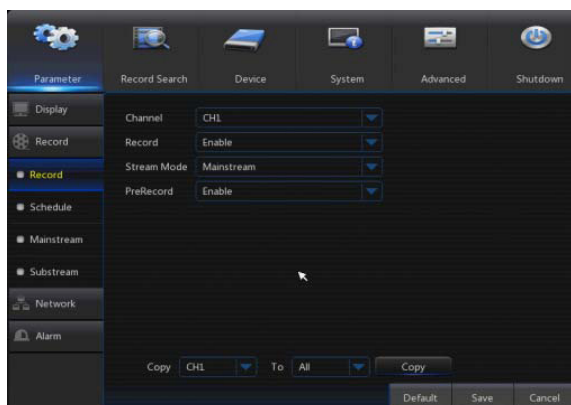 Parameter Record Search Device System Advanced Shutdown
Display
Record
Record
Schedule
Mainstream
Substream
Network
Alarm
Channel CH1
Record Enable
Stream Mode Mainstream
PreRecord Enable
Copy CH1 To All Copy
Default Save Cancel